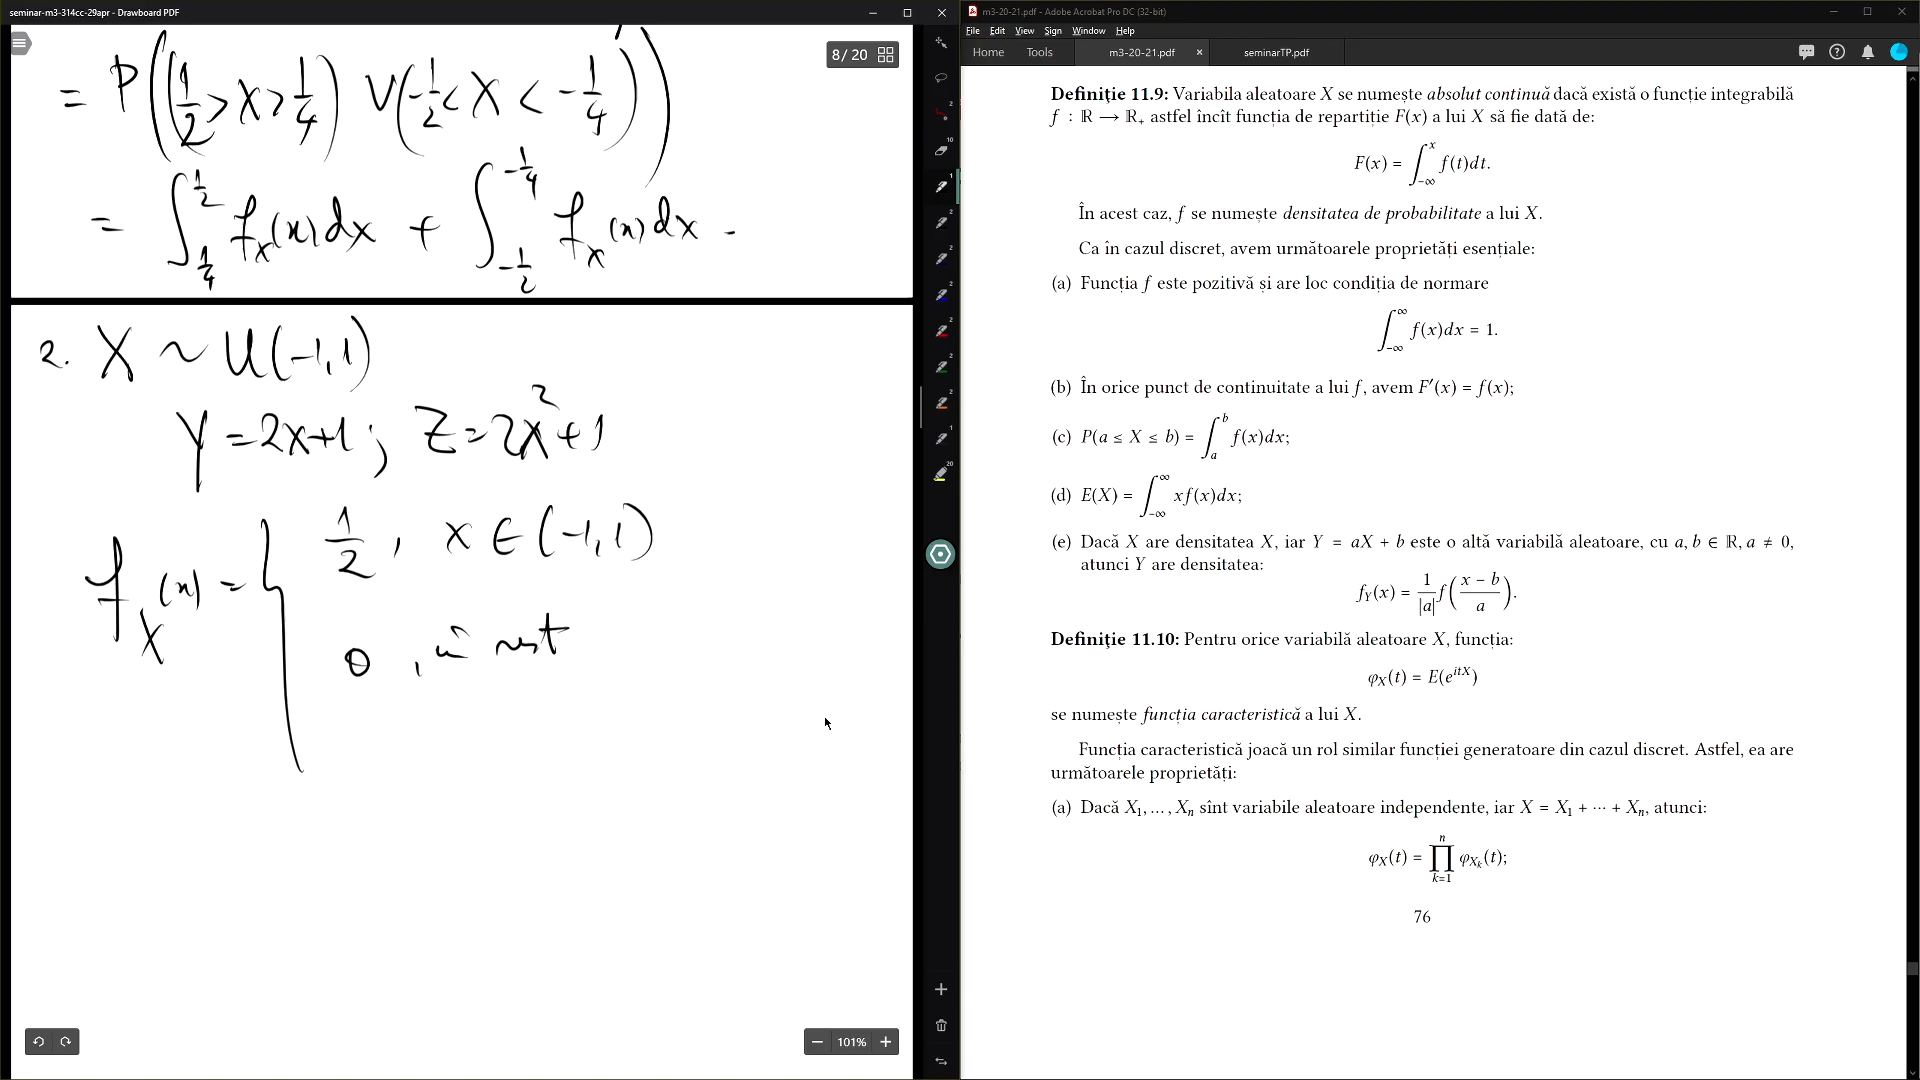 seminar-m3-314cc-29apr - Drawboard PDF
8 / 20
= P((1/2 > X > 1/4) ∨ (-1/2 < X < -1/4))
= ∫_{1/4}^{1/2} f_X(x)dx + ∫_{-1/2}^{-1/4} f_X(x)dx .
2. X ~ U(-1,1)
Y = 2X+1 ; Z = 2X²+1
f_X(x) = { 1/2 , x ∈ (-1,1)
0 , în rest
101%
m3-20-21.pdf - Adobe Acrobat Pro DC (32-bit)
File Edit View Sign Window Help
Home Tools m3-20-21.pdf × seminarTP.pdf
Definiţie 11.9: Variabila aleatoare X se numește absolut continuă dacă există o funcție integrabilă
f : ℝ → ℝ₊ astfel încît funcția de repartiție F(x) a lui X să fie dată de:
F(x) = ∫_{-∞}^{x} f(t)dt.
În acest caz, f se numește densitatea de probabilitate a lui X.
Ca în cazul discret, avem următoarele proprietăți esențiale:
(a) Funcția f este pozitivă și are loc condiția de normare
∫_{-∞}^{∞} f(x)dx = 1.
(b) În orice punct de continuitate a lui f, avem F′(x) = f(x);
(c) P(a ≤ X ≤ b) = ∫_{a}^{b} f(x)dx;
(d) E(X) = ∫_{-∞}^{∞} xf(x)dx;
(e) Dacă X are densitatea X, iar Y = aX + b este o altă variabilă aleatoare, cu a, b ∈ ℝ, a ≠ 0,
atunci Y are densitatea:
f_Y(x) = 1/|a| f((x − b)/a).
Definiţie 11.10: Pentru orice variabilă aleatoare X, funcția:
φ_X(t) = E(e^{itX})
se numește funcția caracteristică a lui X.
Funcția caracteristică joacă un rol similar funcției generatoare din cazul discret. Astfel, ea are
următoarele proprietăți:
(a) Dacă X₁, … , Xₙ sînt variabile aleatoare independente, iar X = X₁ + ⋯ + Xₙ, atunci:
φ_X(t) = ∏_{k=1}^{n} φ_{X_k}(t);
76